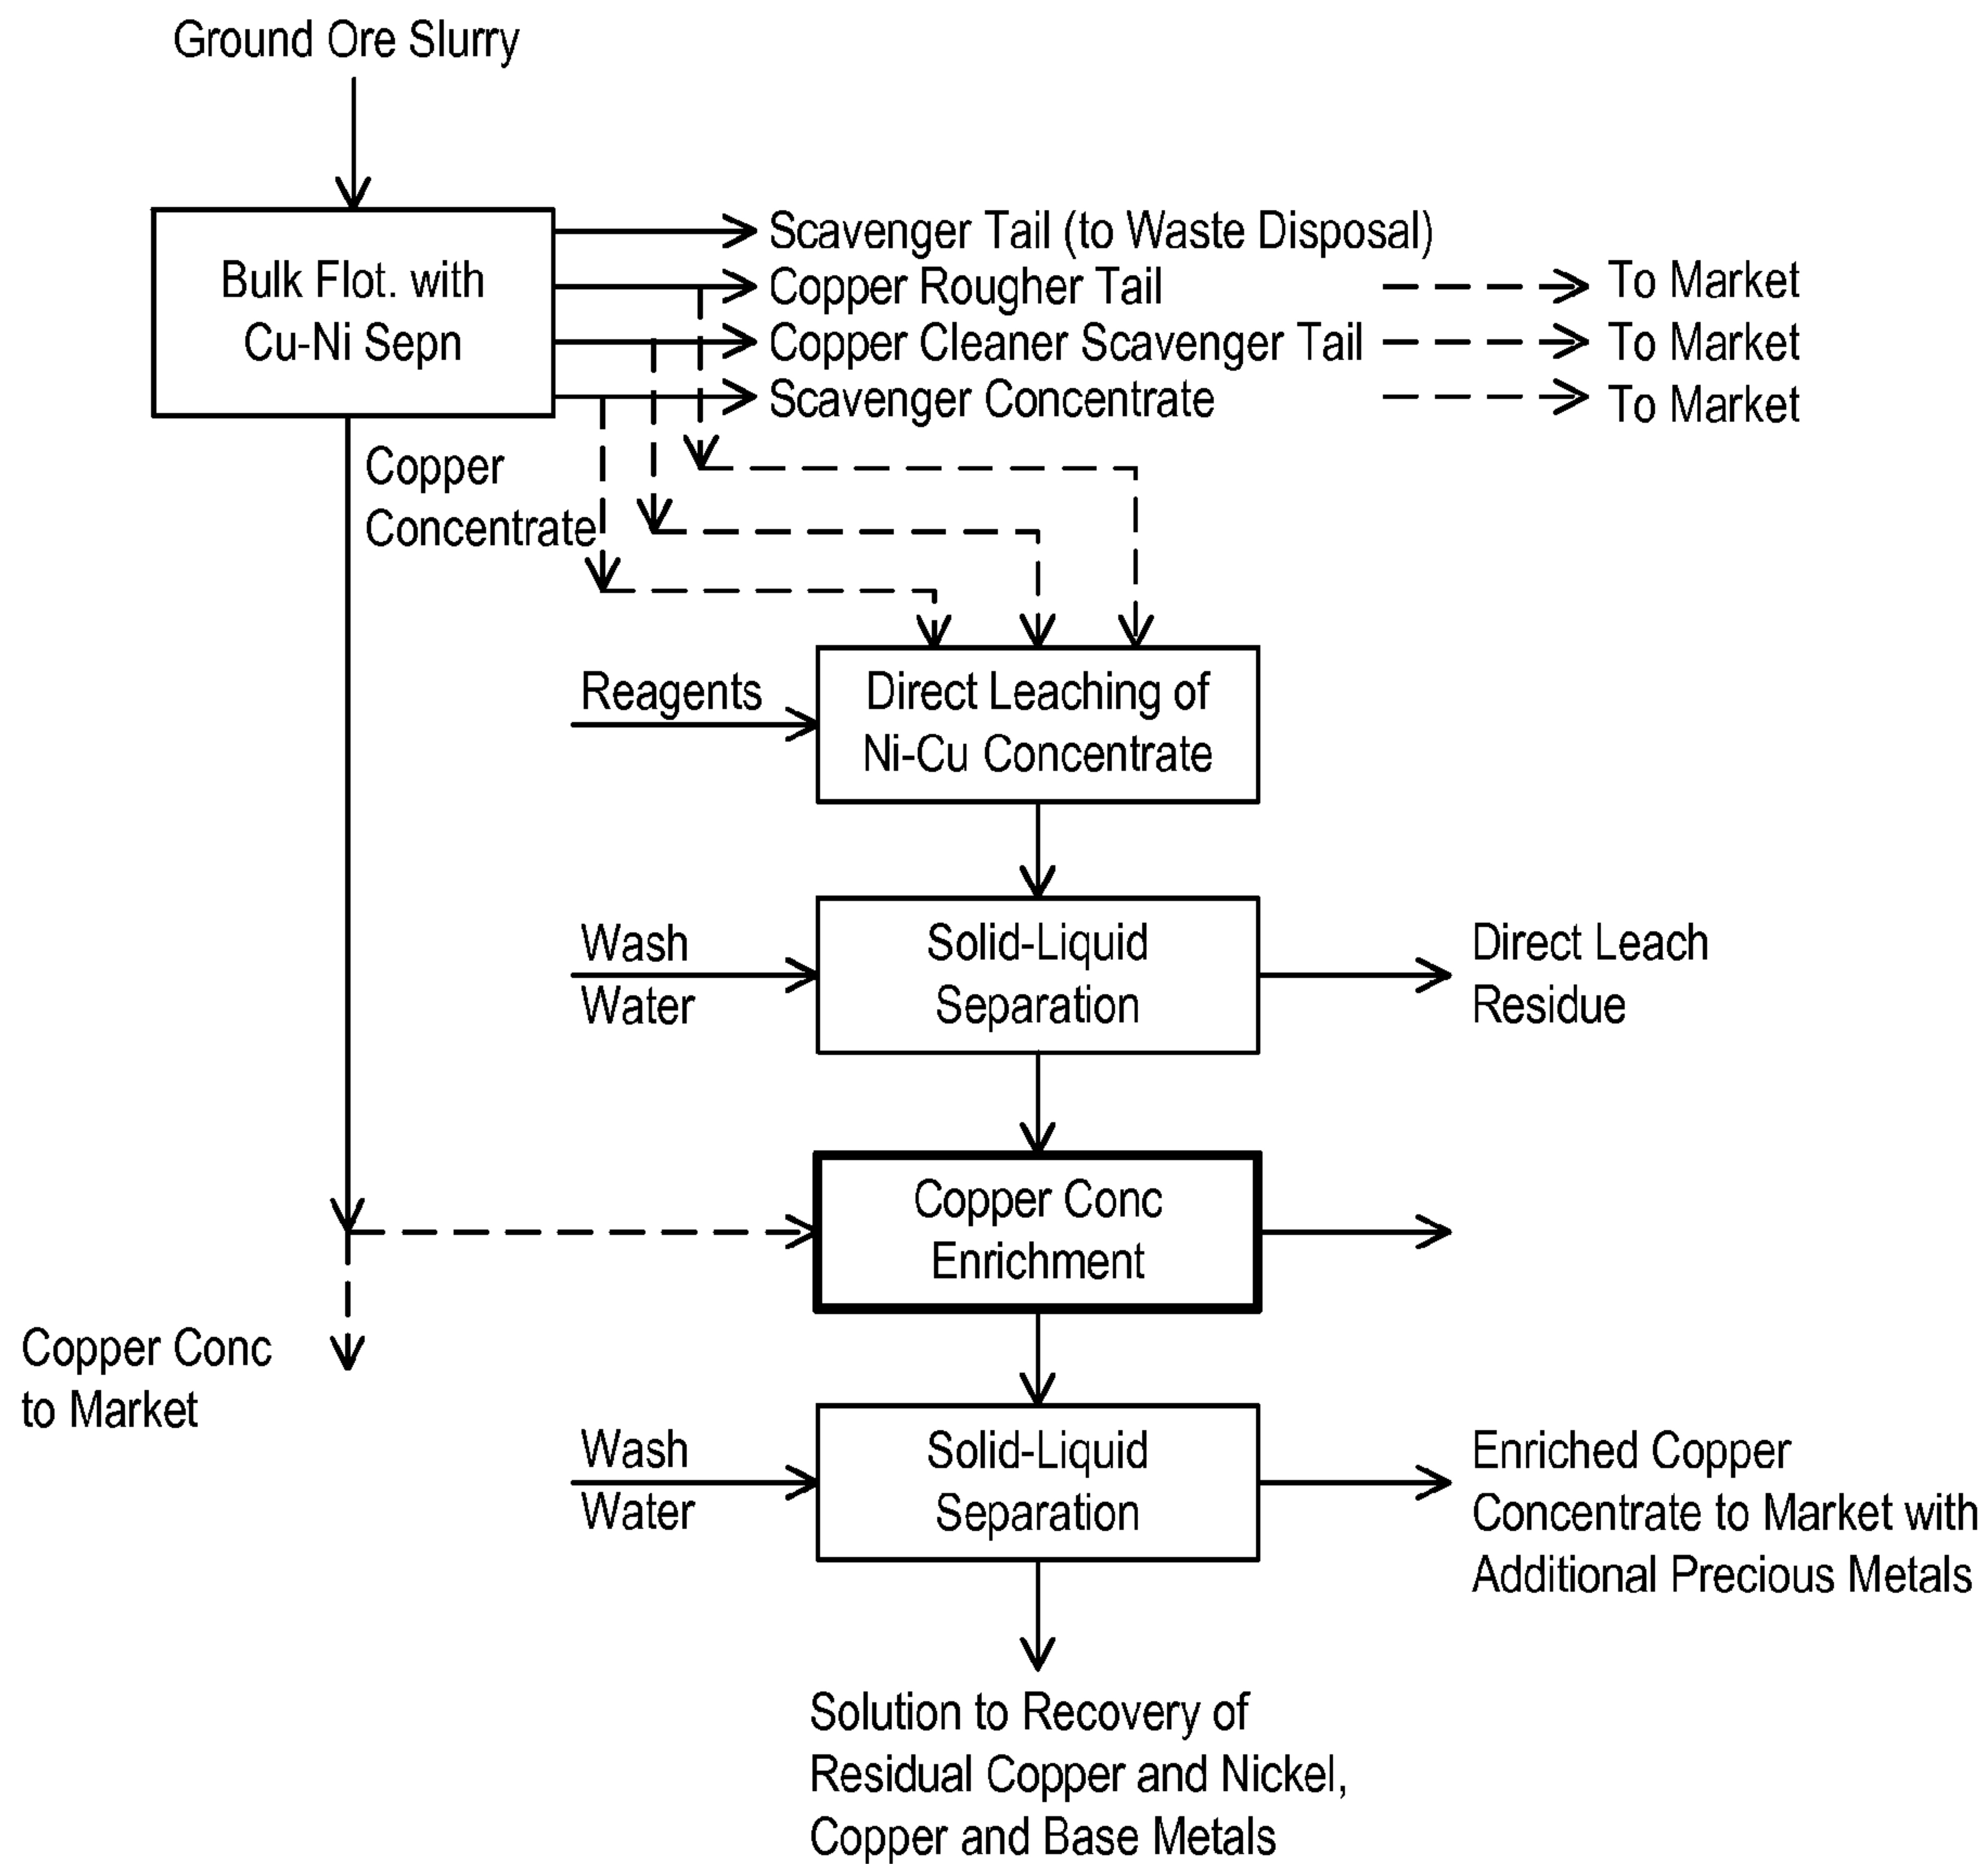 Ground Ore Slurry
Bulk Flot. with
Cu-Ni Sepn
Scavenger Tail (to Waste Disposal)
Copper Rougher Tail
To Market
Copper Cleaner Scavenger Tail
To Market
Scavenger Concentrate
To Market
Copper
Concentrate
Reagents
Direct Leaching of
Ni-Cu Concentrate
Wash
Water
Solid-Liquid
Separation
Direct Leach
Residue
Copper Conc
Enrichment
Copper Conc
to Market
Wash
Water
Solid-Liquid
Separation
Enriched Copper
Concentrate to Market with
Additional Precious Metals
Solution to Recovery of
Residual Copper and Nickel,
Copper and Base Metals